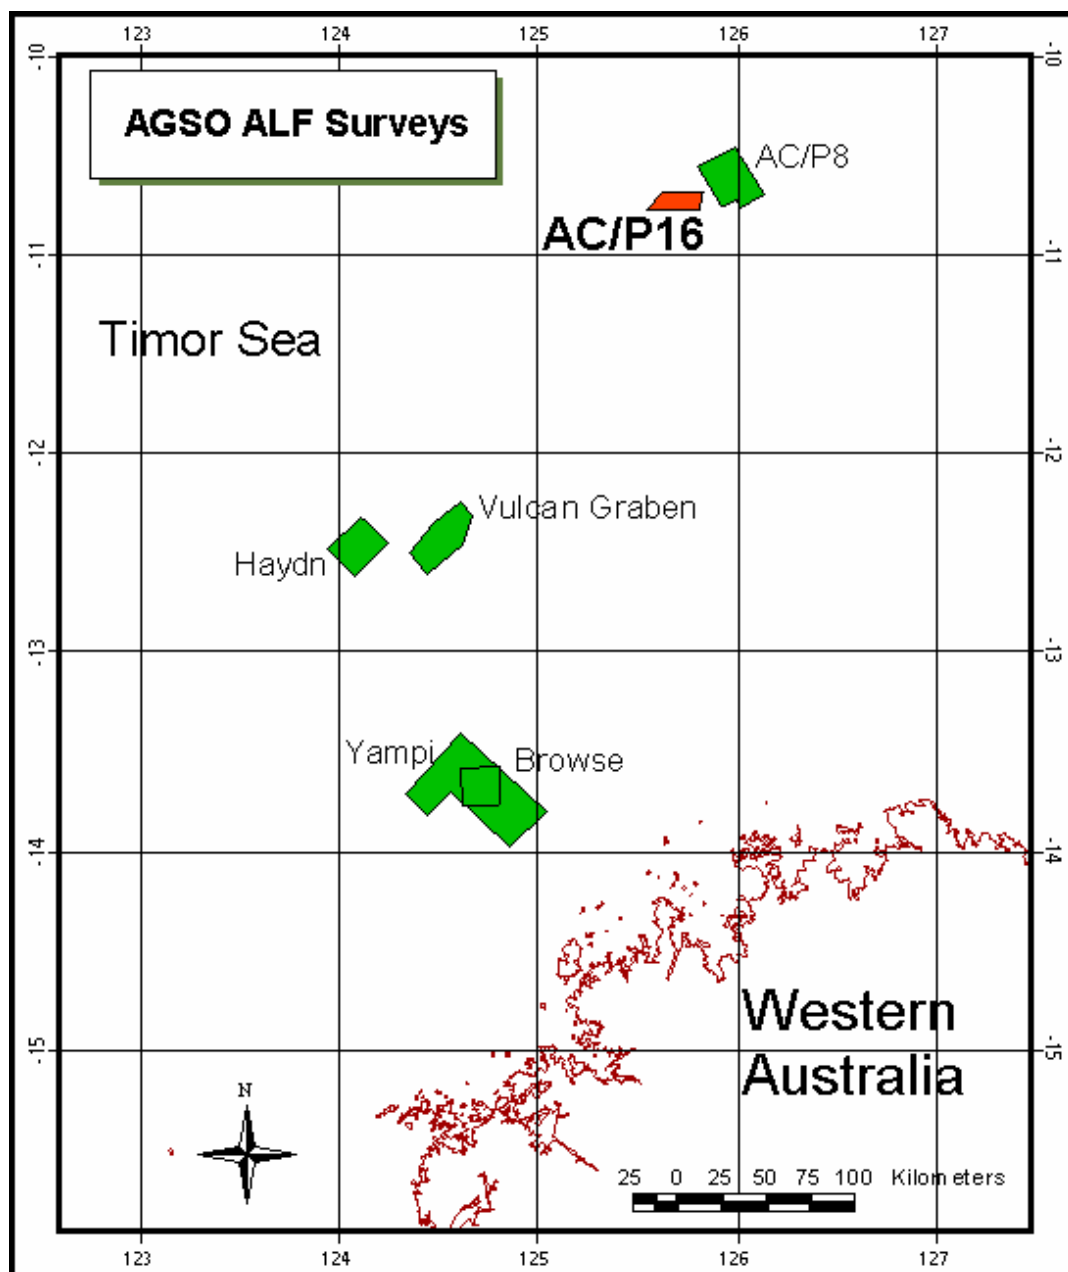 123 124 125 126 127
-10 -10
AGSO ALF Surveys
AC/P8
AC/P16
-11 -11
Timor Sea
-12 -12
Vulcan Graben
Haydn
-13 -13
Yampi
Browse
-14 -14
Western
Australia
-15 -15
N
25 0 25 50 75 100 Kilometers
123 124 125 126 127